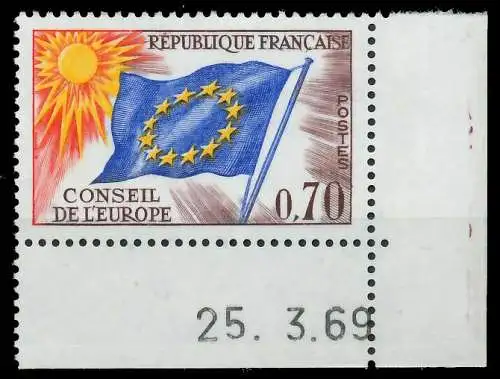 RÉPUBLIQUE FRANÇAISE
POSTES
CONSEIL
DE L'EUROPE
0,70
25. 3.69